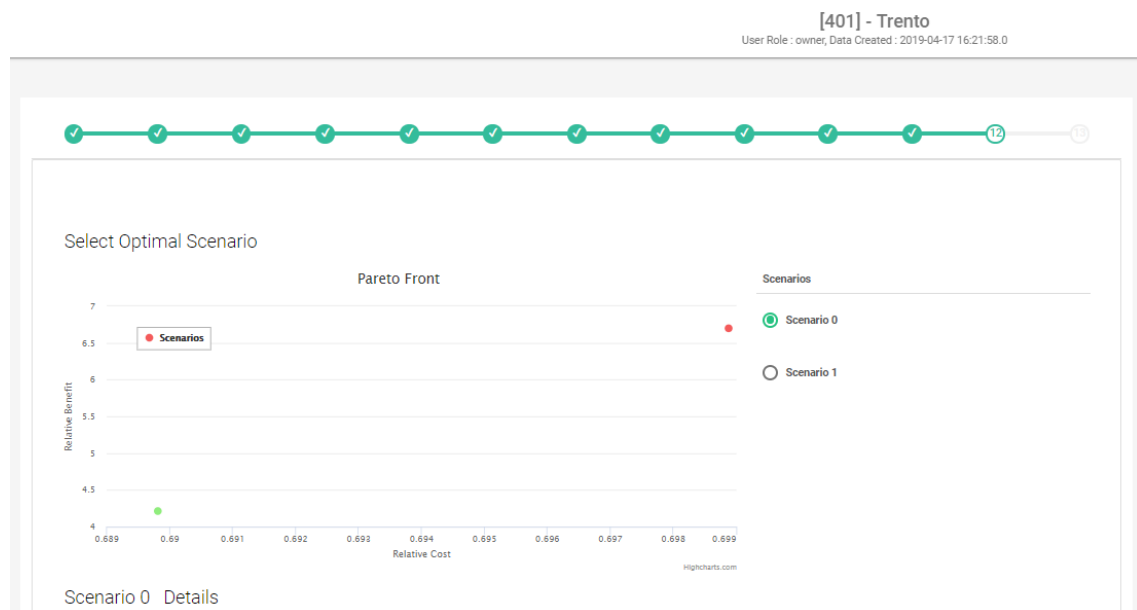 [401] - Trento
User Role : owner, Data Created : 2019-04-17 16:21:58.0
12
13
Select Optimal Scenario
Pareto Front
Scenarios
Scenario 0
Scenario 1
Scenarios
Relative Benefit
7
6.5
6
5.5
5
4.5
4
0.689 0.69 0.691 0.692 0.693 0.694 0.695 0.696 0.697 0.698 0.699
Relative Cost
Highcharts.com
Scenario 0 Details